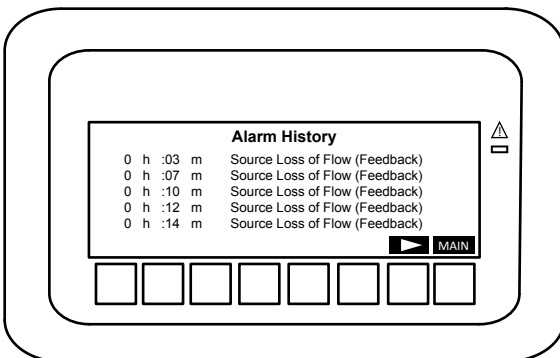 Alarm History
0 h :03 m Source Loss of Flow (Feedback)
0 h :07 m Source Loss of Flow (Feedback)
0 h :10 m Source Loss of Flow (Feedback)
0 h :12 m Source Loss of Flow (Feedback)
0 h :14 m Source Loss of Flow (Feedback)
MAIN